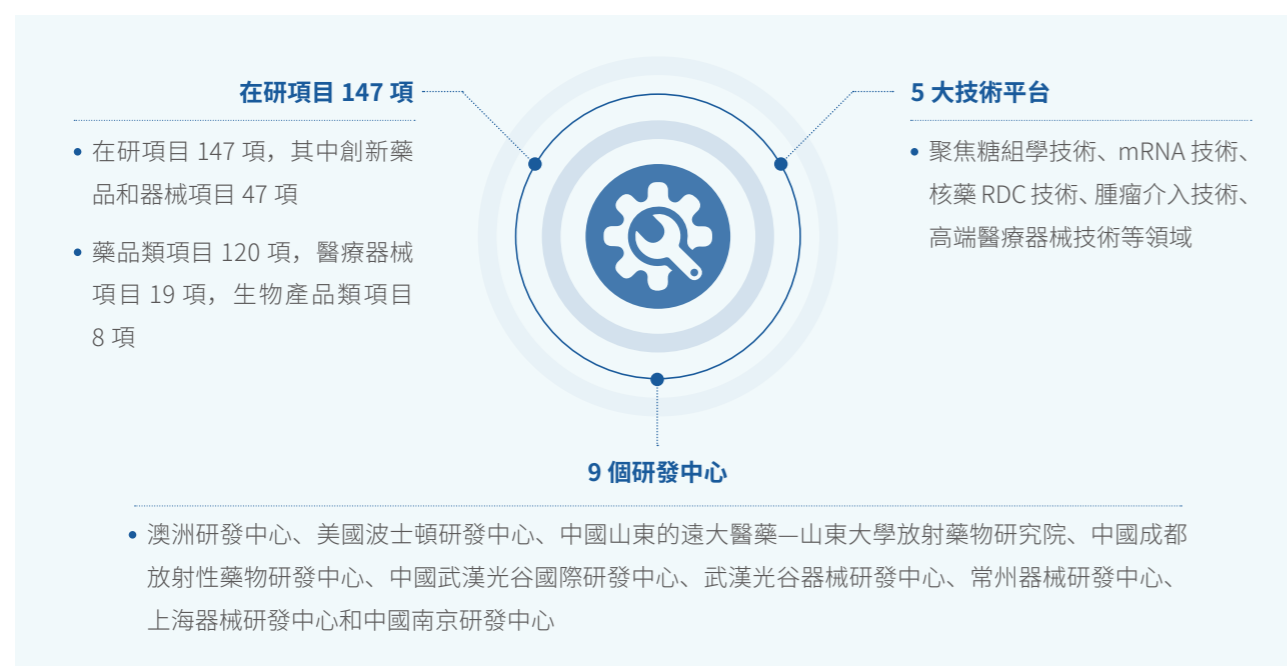 在研項目 147 項
在研項目 147 項，其中創新藥
品和器械項目 47 項
藥品類項目 120 項，醫療器械
項目 19 項，生物產品類項目
8 項
5 大技術平台
聚焦糖組學技術、mRNA 技術、
核藥 RDC 技術、腫瘤介入技術、
高端醫療器械技術等領域
9 個研發中心
澳洲研發中心、美國波士頓研發中心、中國山東的遠大醫藥—山東大學放射藥物研究院、中國成都
放射性藥物研發中心、中國武漢光谷國際研發中心、武漢光谷器械研發中心、常州器械研發中心、
上海器械研發中心和中國南京研發中心